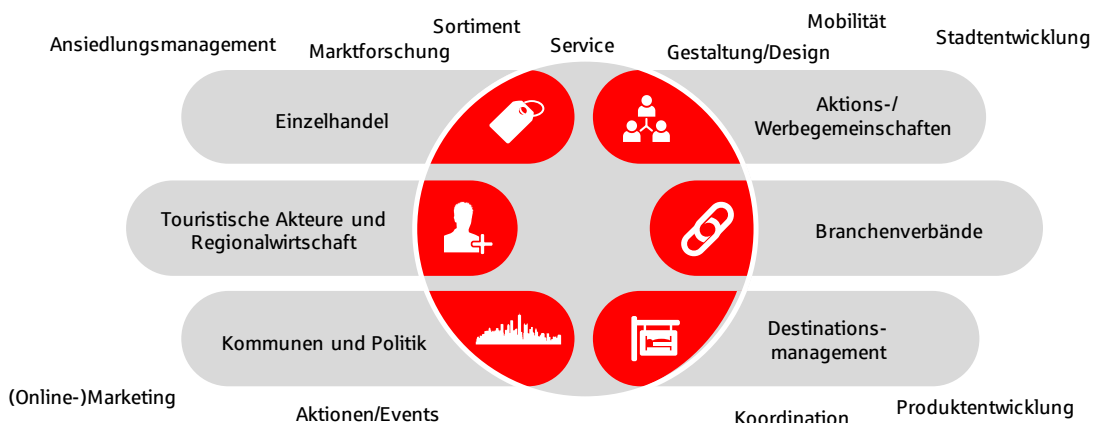 Ansiedlungsmanagement
Marktforschung
Sortiment
Service
Gestaltung/Design
Mobilität
Stadtentwicklung
Einzelhandel
Aktions-/
Werbegemeinschaften
Touristische Akteure und
Regionalwirtschaft
Branchenverbände
Kommunen und Politik
Destinations-
management
(Online-)Marketing
Aktionen/Events
Koordination
Produktentwicklung